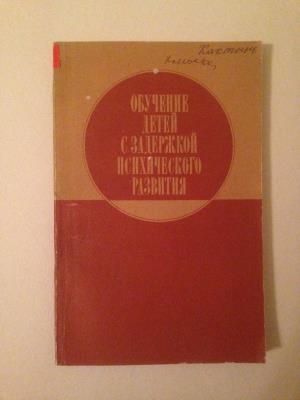 ОБУЧЕНИЕ
ДЕТЕЙ
С ЗАДЕРЖКОЙ
ПСИХИЧЕСКОГО
РАЗВИТИЯ